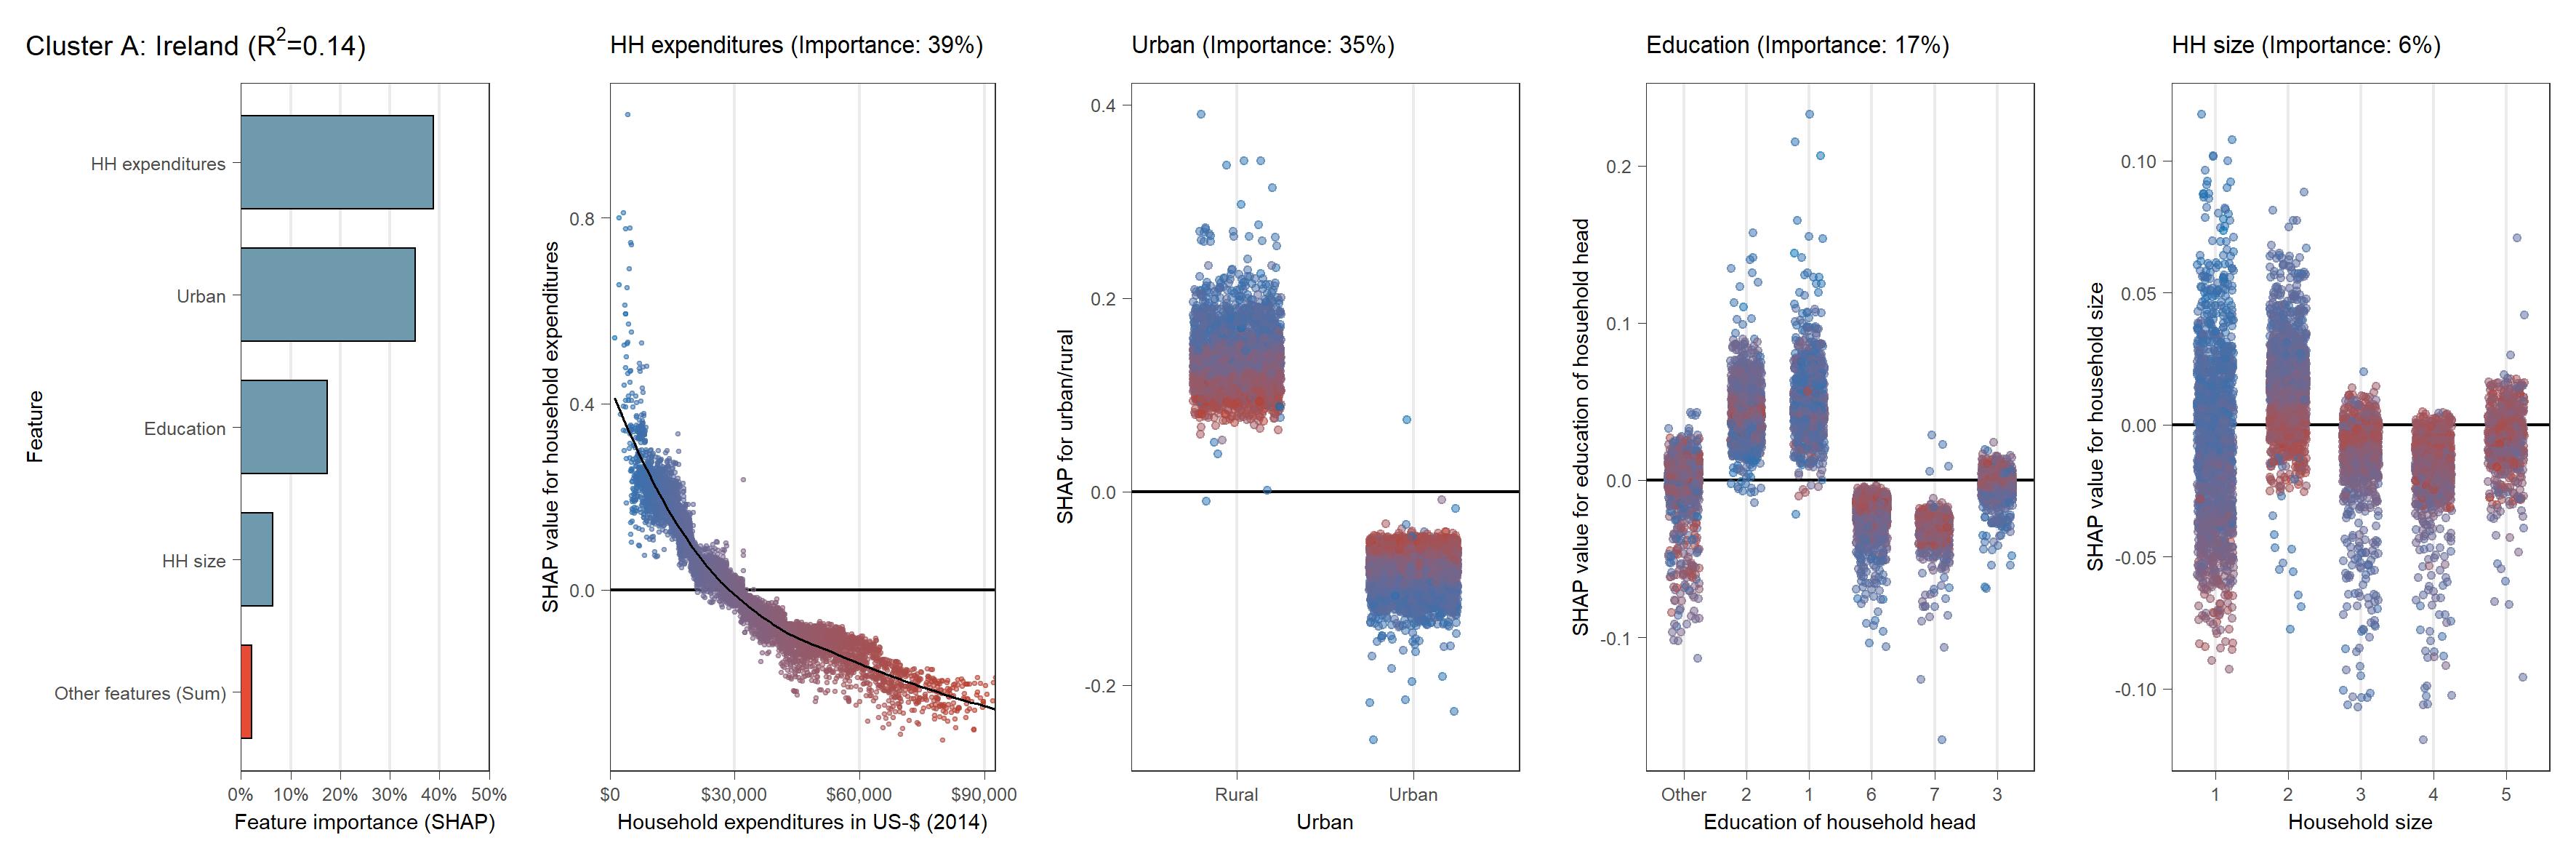 Cluster A: Ireland (R2=0.14)
Feature
HH expenditures
Urban
Education
HH size
Other features (Sum)
0% 10% 20% 30% 40% 50%
Feature importance (SHAP)
HH expenditures (Importance: 39%)
SHAP value for household expenditures
0.8
0.4
0.0
$0 $30,000 $60,000 $90,000
Household expenditures in US-$ (2014)
Urban (Importance: 35%)
SHAP for urban/rural
0.4
0.2
0.0
-0.2
Rural Urban
Urban
Education (Importance: 17%)
SHAP value for education of hosuehold head
0.2
0.1
0.0
-0.1
Other 2 1 6 7 3
Education of household head
HH size (Importance: 6%)
SHAP value for household size
0.10
0.05
0.00
-0.05
-0.10
1 2 3 4 5
Household size